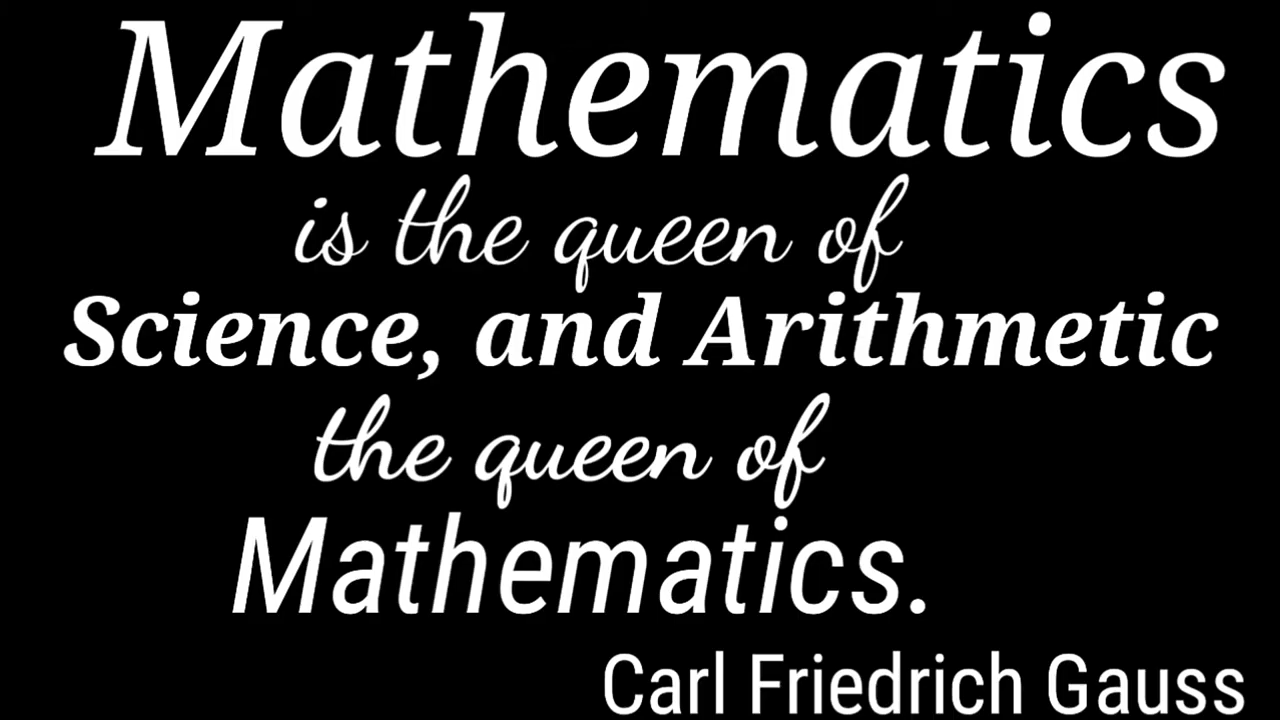 Mathematics
is the queen of
Science, and Arithmetic
the queen of
Mathematics.
Carl Friedrich Gauss